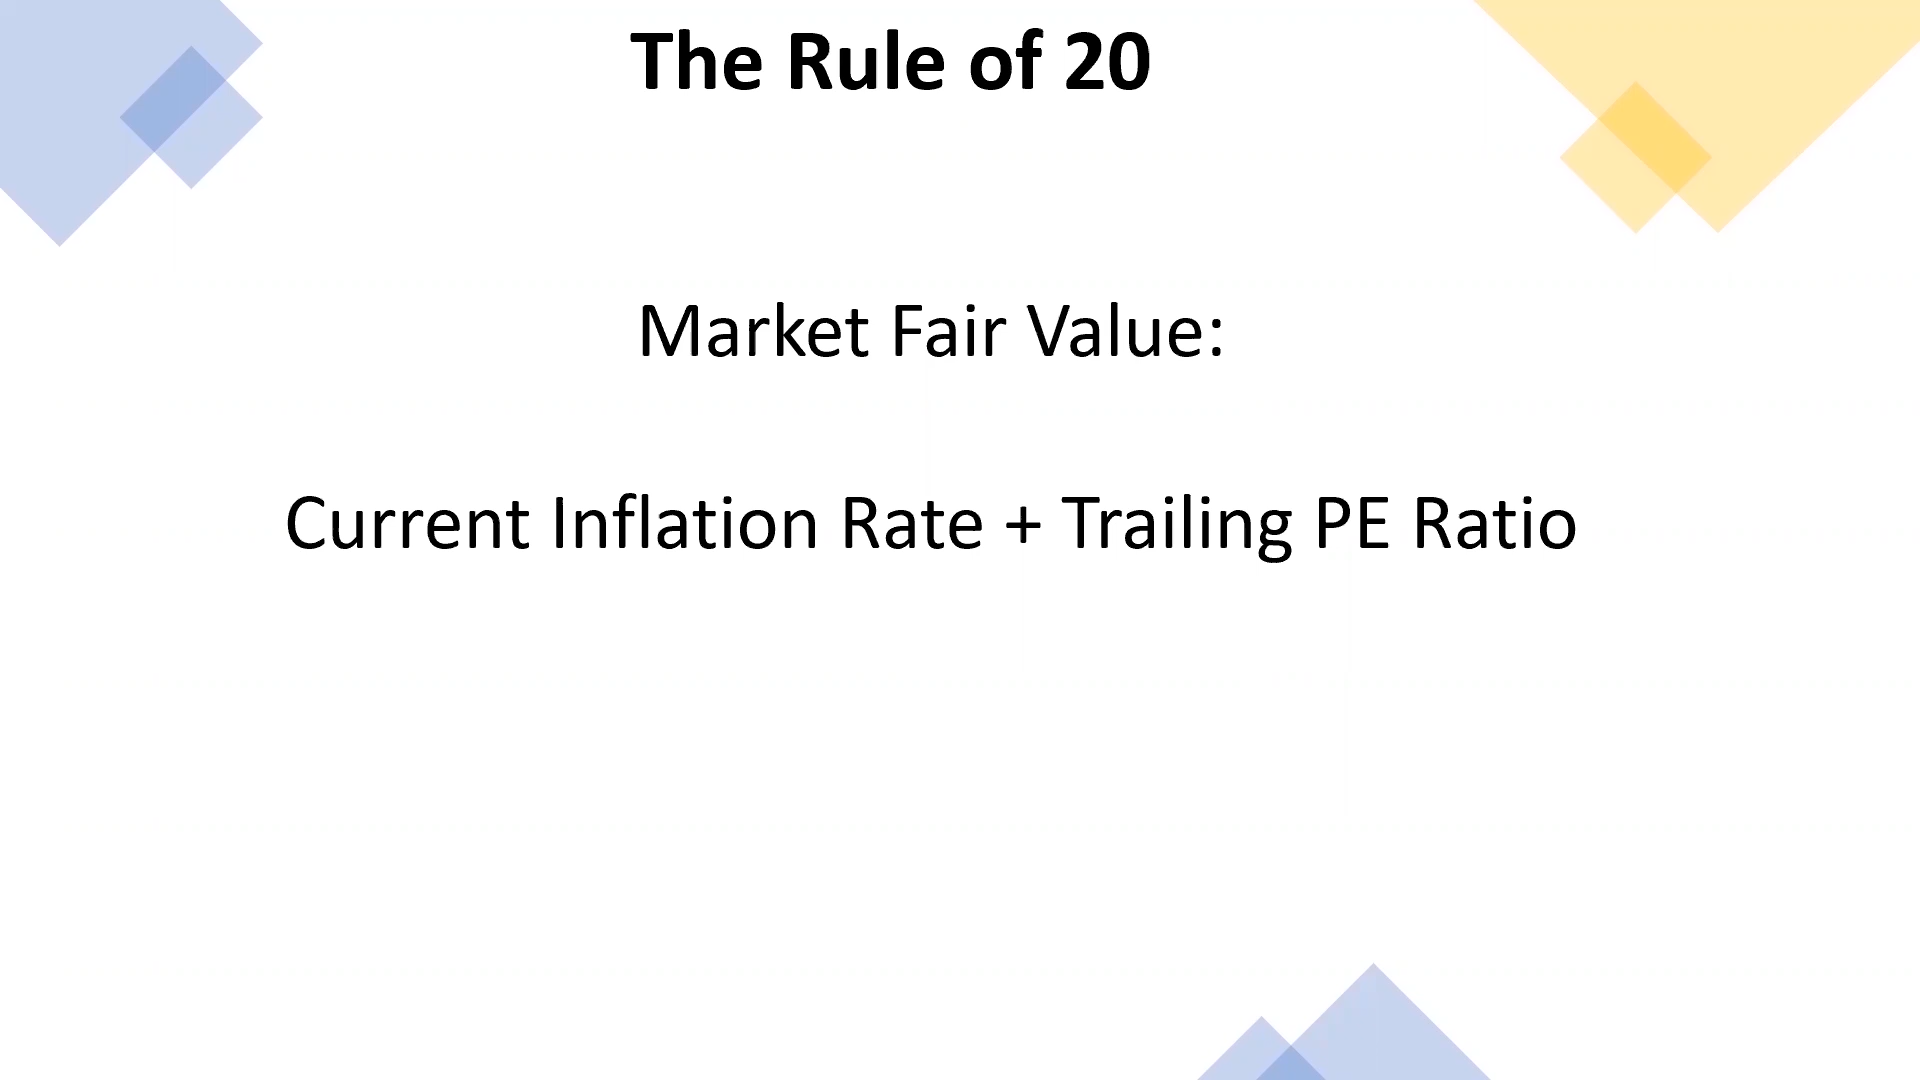 The Rule of 20
Market Fair Value:
Current Inflation Rate + Trailing PE Ratio